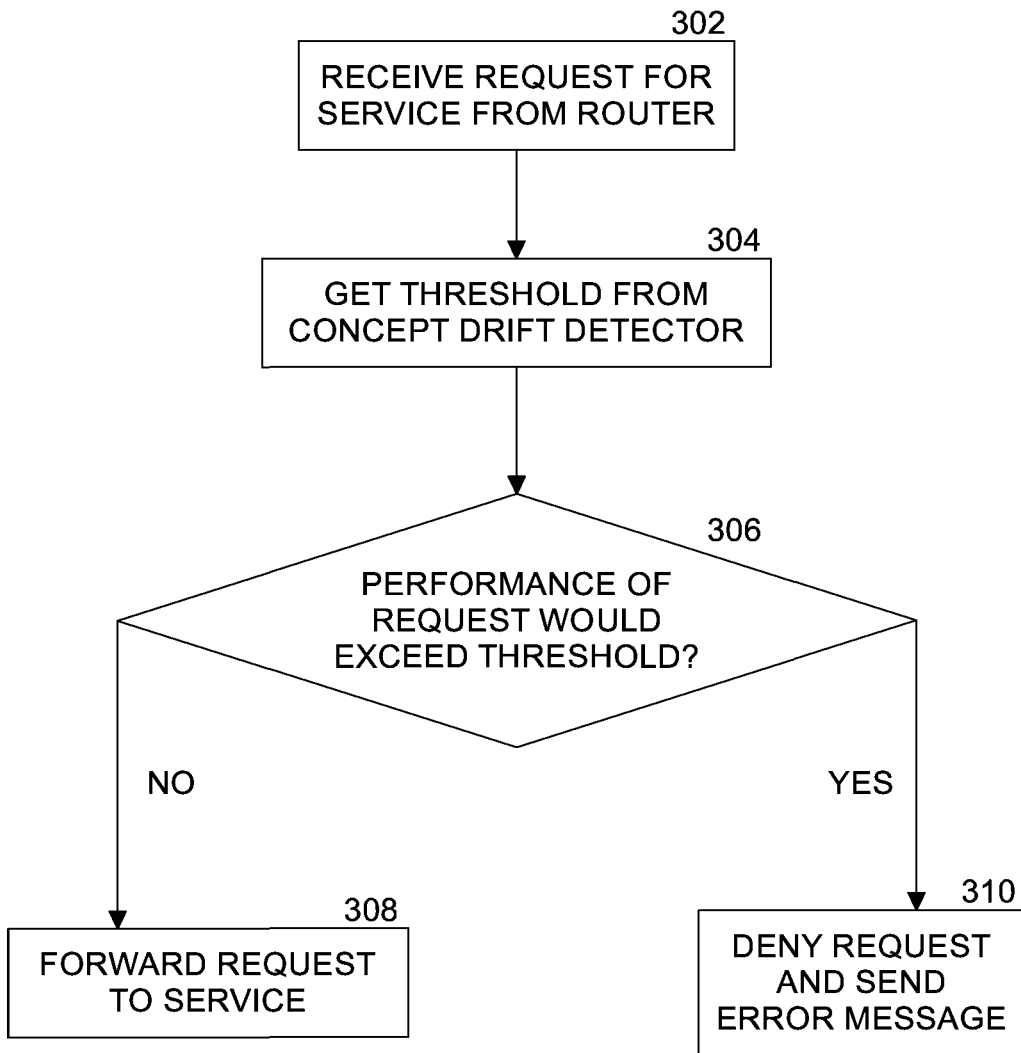 302
RECEIVE REQUEST FOR
SERVICE FROM ROUTER
304
GET THRESHOLD FROM
CONCEPT DRIFT DETECTOR
306
PERFORMANCE OF
REQUEST WOULD
EXCEED THRESHOLD?
NO
YES
308
FORWARD REQUEST
TO SERVICE
310
DENY REQUEST
AND SEND
ERROR MESSAGE